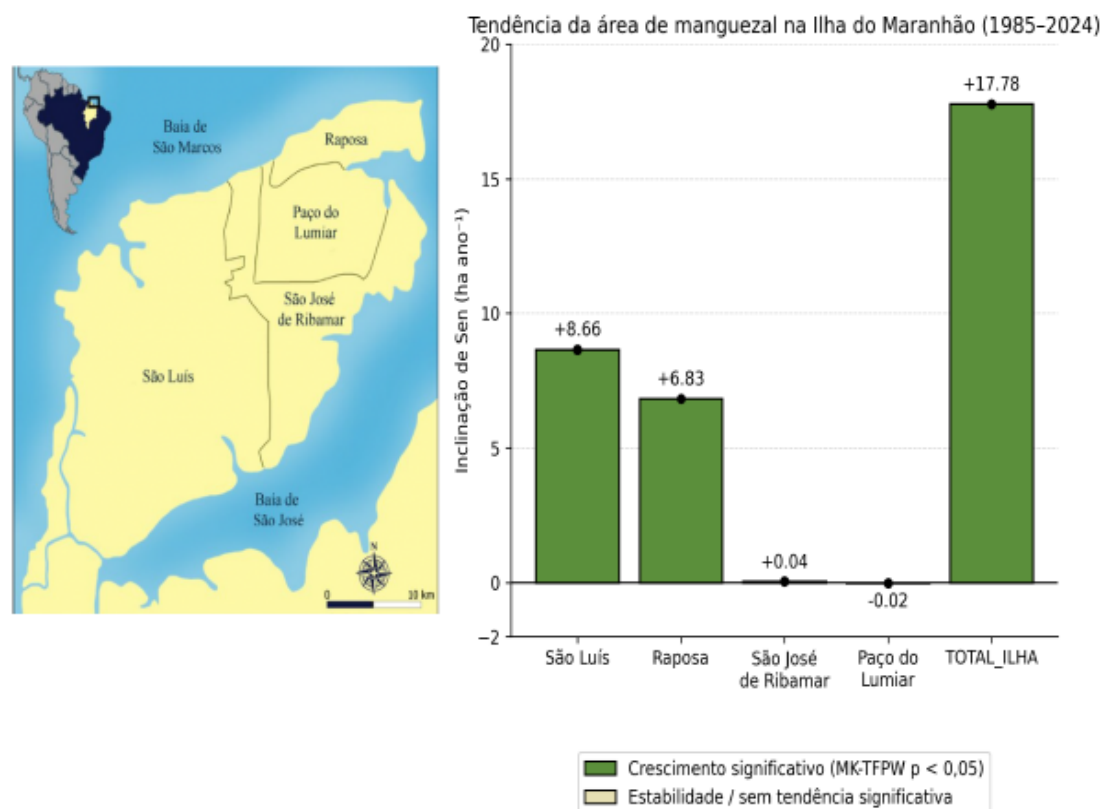 Tendência da área de manguezal na Ilha do Maranhão (1985–2024)
Baia de
São Marcos
Raposa
Paço do
Lumiar
São José
de Ribamar
São Luís
Baia de
São José
N
0 10 km
Inclinação de Sen (ha ano⁻¹)
20
15
10
5
0
−2
+8.66
+6.83
+0.04
-0.02
+17.78
São Luís
Raposa
São José
de Ribamar
Paço do
Lumiar
TOTAL_ILHA
Crescimento significativo (MK-TFPW p < 0,05)
Estabilidade / sem tendência significativa